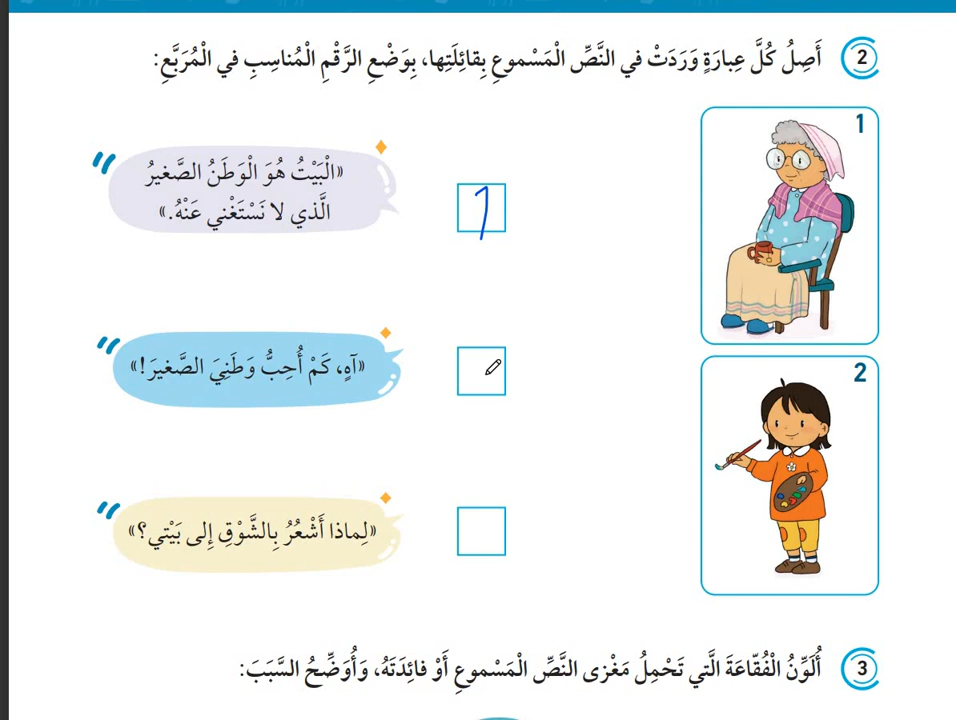 2 أَصِلُ كُلَّ عِبارَةٍ وَرَدَتْ في النَّصِّ الْمَسْموعِ بِقائِلَتِها، بِوَضْعِ الرَّقْمِ الْمُناسِبِ في الْمُرَبَّعِ:
1
«الْبَيْتُ هُوَ الْوَطَنُ الصَّغيرُ
الَّذي لا نَسْتَغْني عَنْهُ.»
1
2
«آهٍ، كَمْ أُحِبُّ وَطَنِيَ الصَّغيرَ!»
«لِماذا أَشْعُرُ بِالشَّوْقِ إِلى بَيْتي؟»
3 أُلَوِّنُ الْفُقّاعَةَ الَّتي تَحْمِلُ مَغْزى النَّصِّ الْمَسْموعِ أَوْ فائِدَتَهُ، وَأُوَضِّحُ السَّبَبَ: